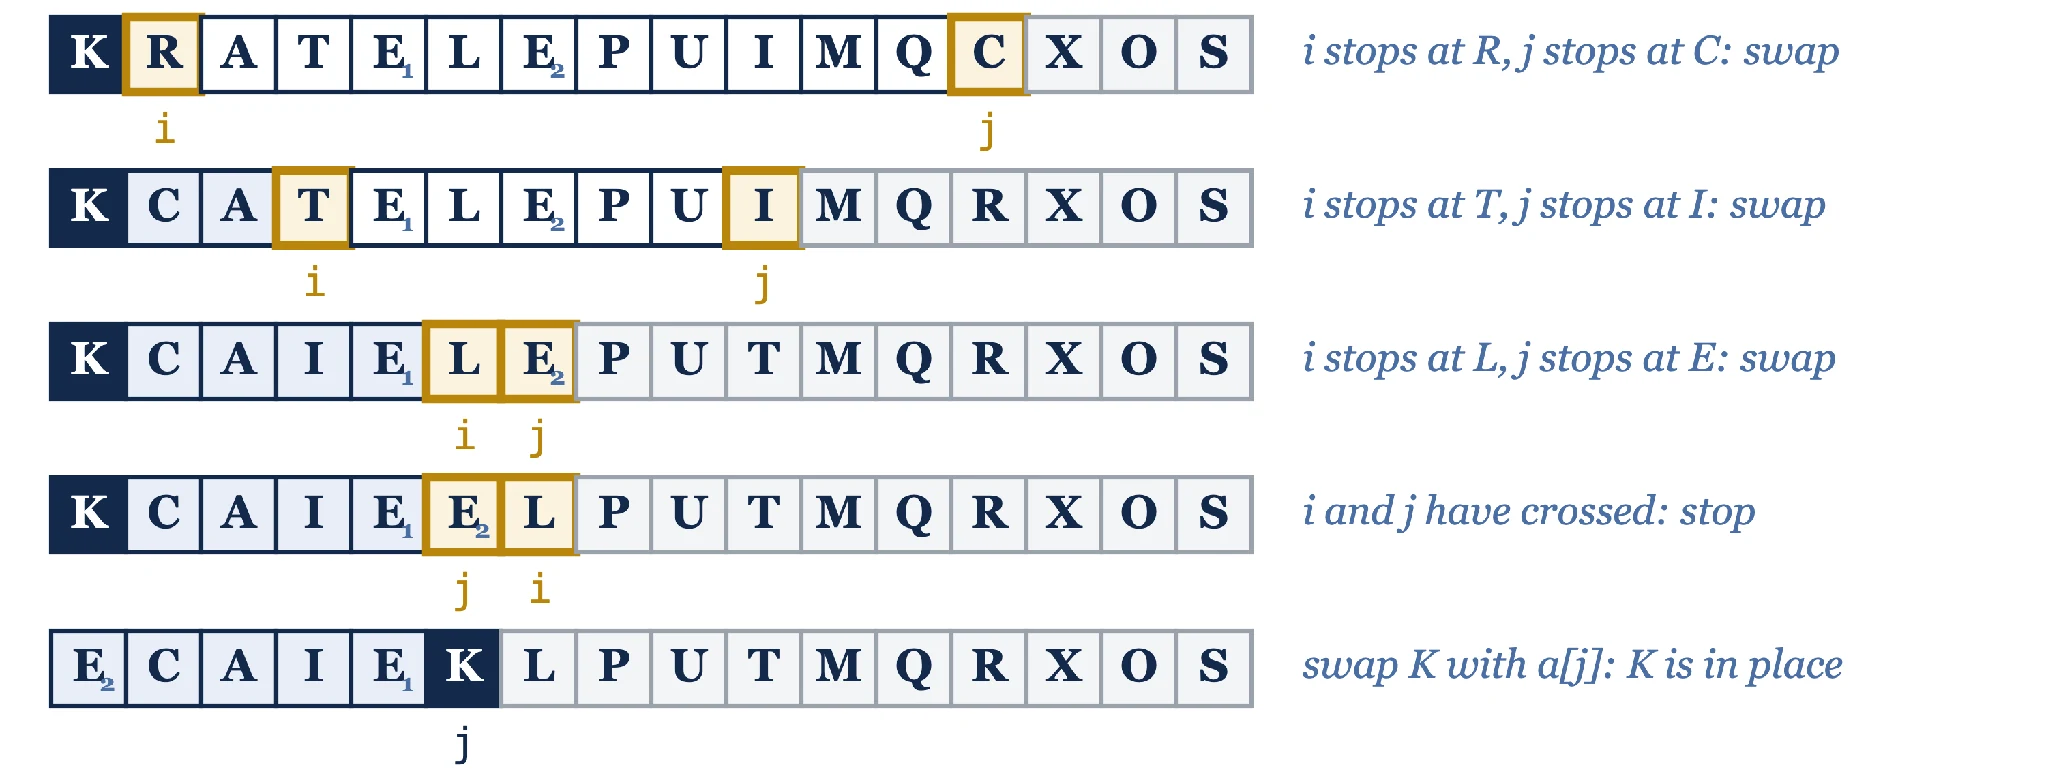 K R A T E₁ L E₂ P U I M Q C X O S i stops at R, j stops at C: swap
i j
K C A T E₁ L E₂ P U I M Q R X O S i stops at T, j stops at I: swap
i j
K C A I E₁ L E₂ P U T M Q R X O S i stops at L, j stops at E: swap
i j
K C A I E₁ E₂ L P U T M Q R X O S i and j have crossed: stop
j i
E₂ C A I E₁ K L P U T M Q R X O S swap K with a[j]: K is in place
j